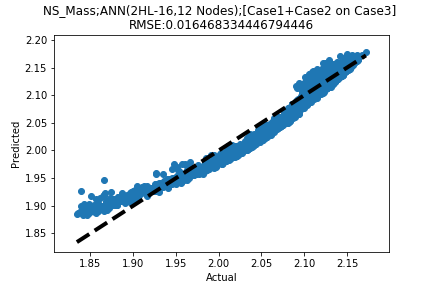 NS_Mass;ANN(2HL-16,12 Nodes);[Case1+Case2 on Case3]
RMSE:0.016468334446794446
2.20
2.15
2.10
2.05
2.00
1.95
1.90
1.85
Predicted
1.85 1.90 1.95 2.00 2.05 2.10 2.15
Actual